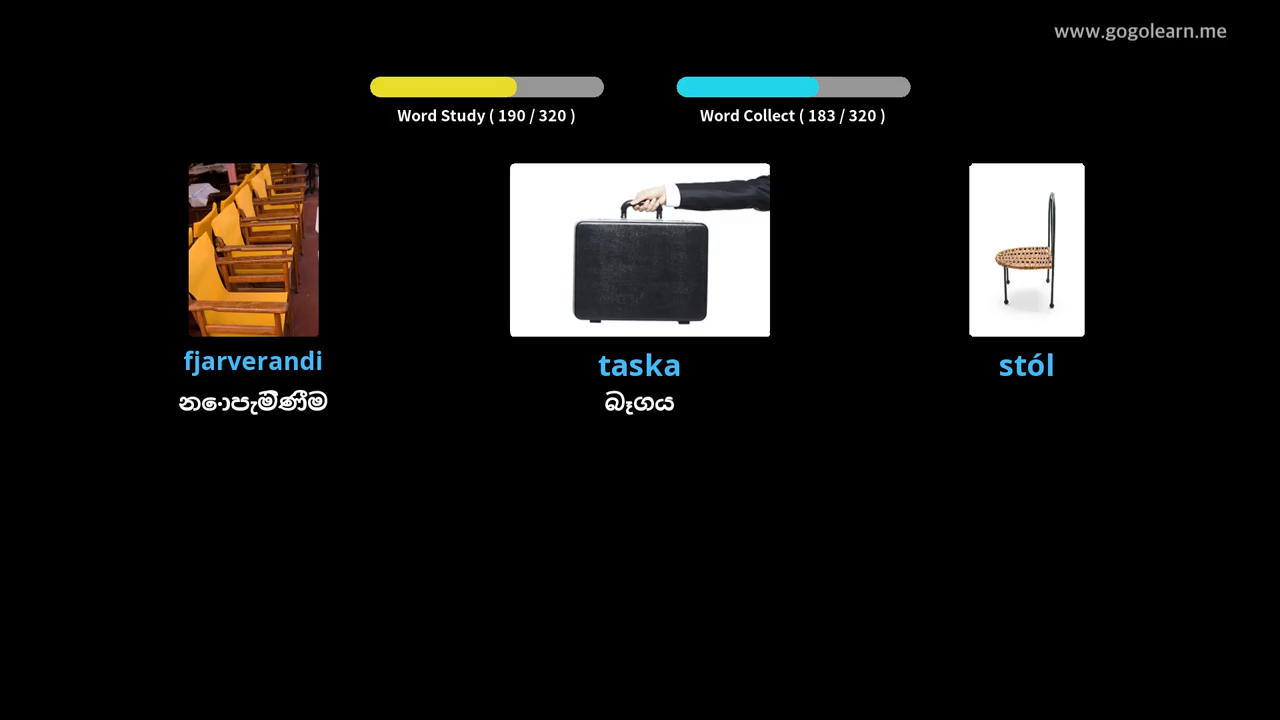 www.gogolearn.me
Word Study ( 190 / 320 )
Word Collect ( 183 / 320 )
fjarverandi
taska
stól
නොපැමිණීම
බෑගය